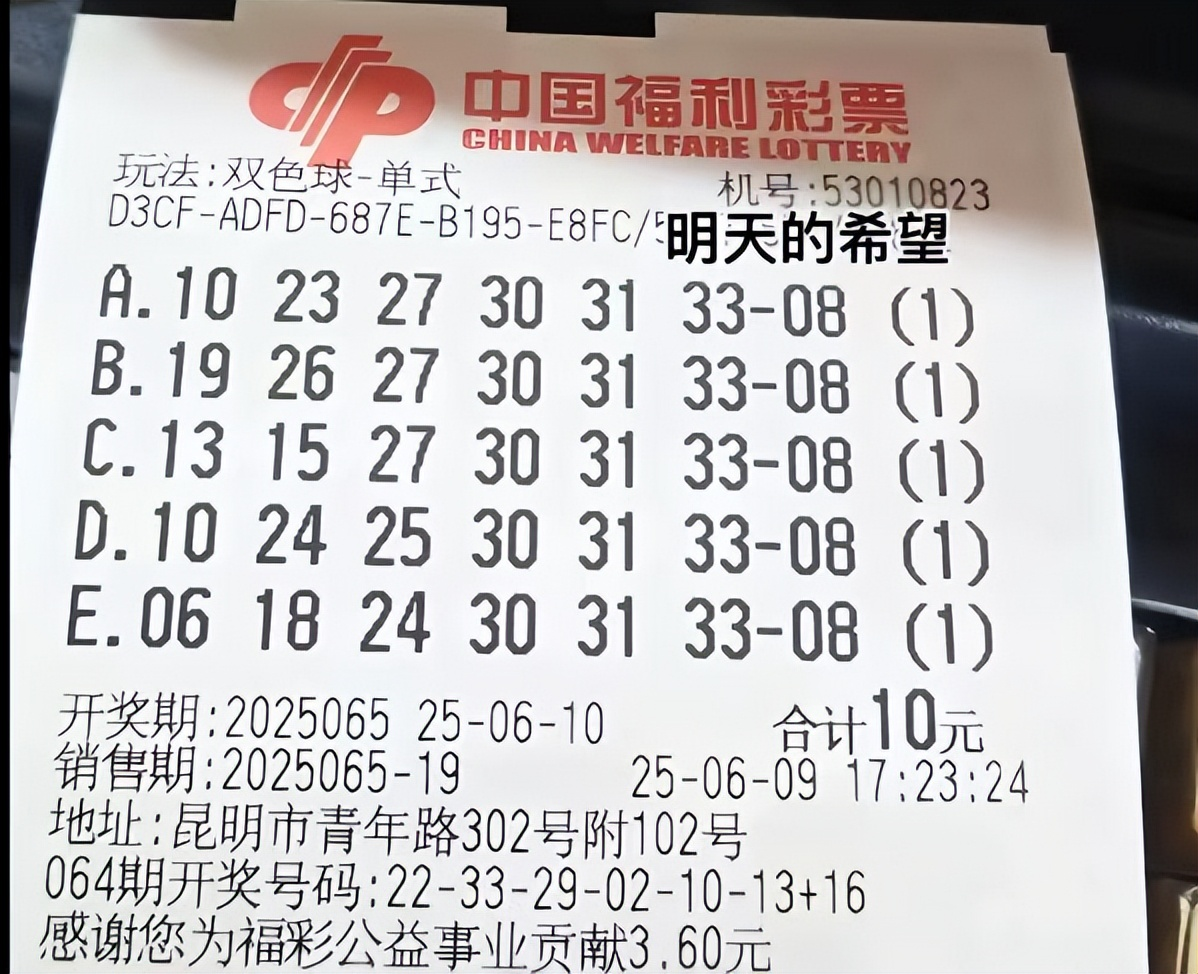 中国福利彩票
CHINA WELFARE LOTTERY
玩法:双色球-单式 机号:53010823
D3CF-ADFD-687E-B195-E8FC/
明天的希望
A.10 23 27 30 31 33-08 (1)
B.19 26 27 30 31 33-08 (1)
C.13 15 27 30 31 33-08 (1)
D.10 24 25 30 31 33-08 (1)
E.06 18 24 30 31 33-08 (1)
开奖期:2025065 25-06-10 合计10元
销售期:2025065-19 25-06-09 17:23:24
地址:昆明市青年路302号附102号
064期开奖号码:22-33-29-02-10-13+16
感谢您为福彩公益事业贡献3.60元